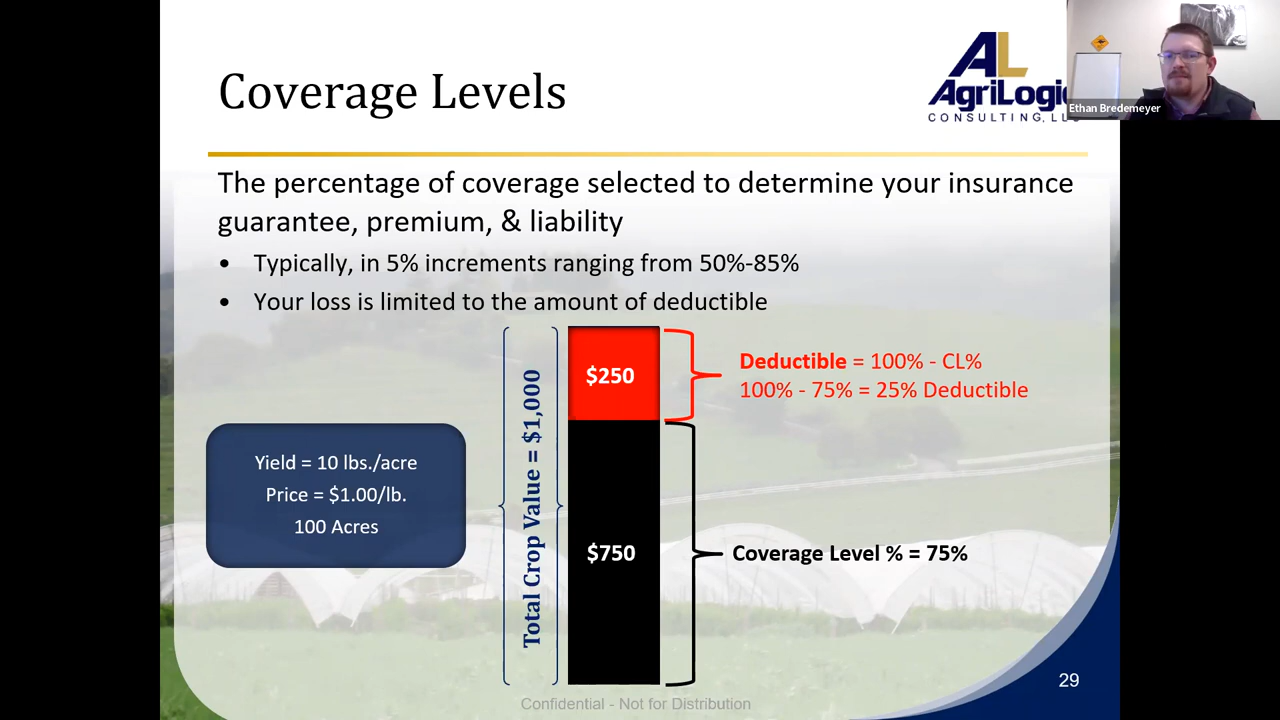 Coverage Levels
AL
AgriLogic
CONSULTING, LLC
Ethan Bredemeyer
The percentage of coverage selected to determine your insurance
guarantee, premium, & liability
• Typically, in 5% increments ranging from 50%-85%
• Your loss is limited to the amount of deductible
Total Crop Value = $1,000
$250
Deductible = 100% - CL%
100% - 75% = 25% Deductible
Yield = 10 lbs./acre
Price = $1.00/lb.
100 Acres
$750
Coverage Level % = 75%
29
Confidential - Not for Distribution